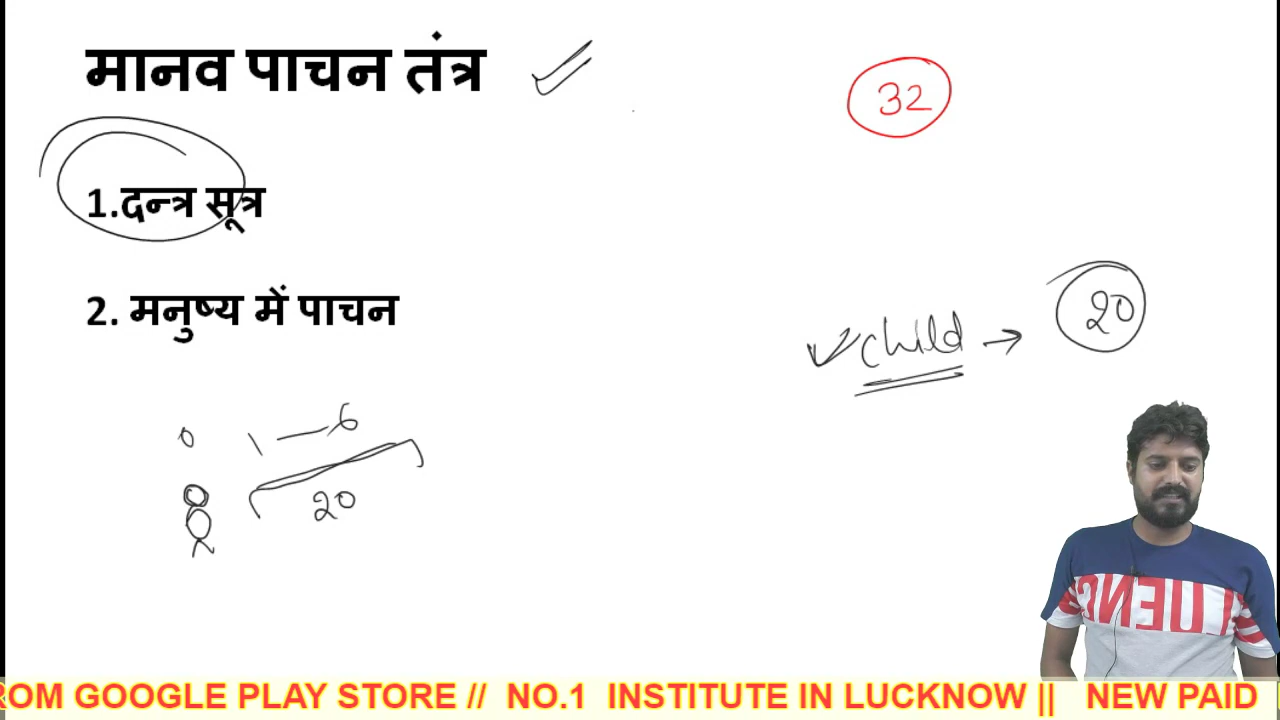 मानव पाचन तंत्र
32
1.दन्त्र सूत्र
2. मनुष्य में पाचन
child → 20
1 — 6
20
ROM GOOGLE PLAY STORE // NO.1 INSTITUTE IN LUCKNOW || NEW PAID